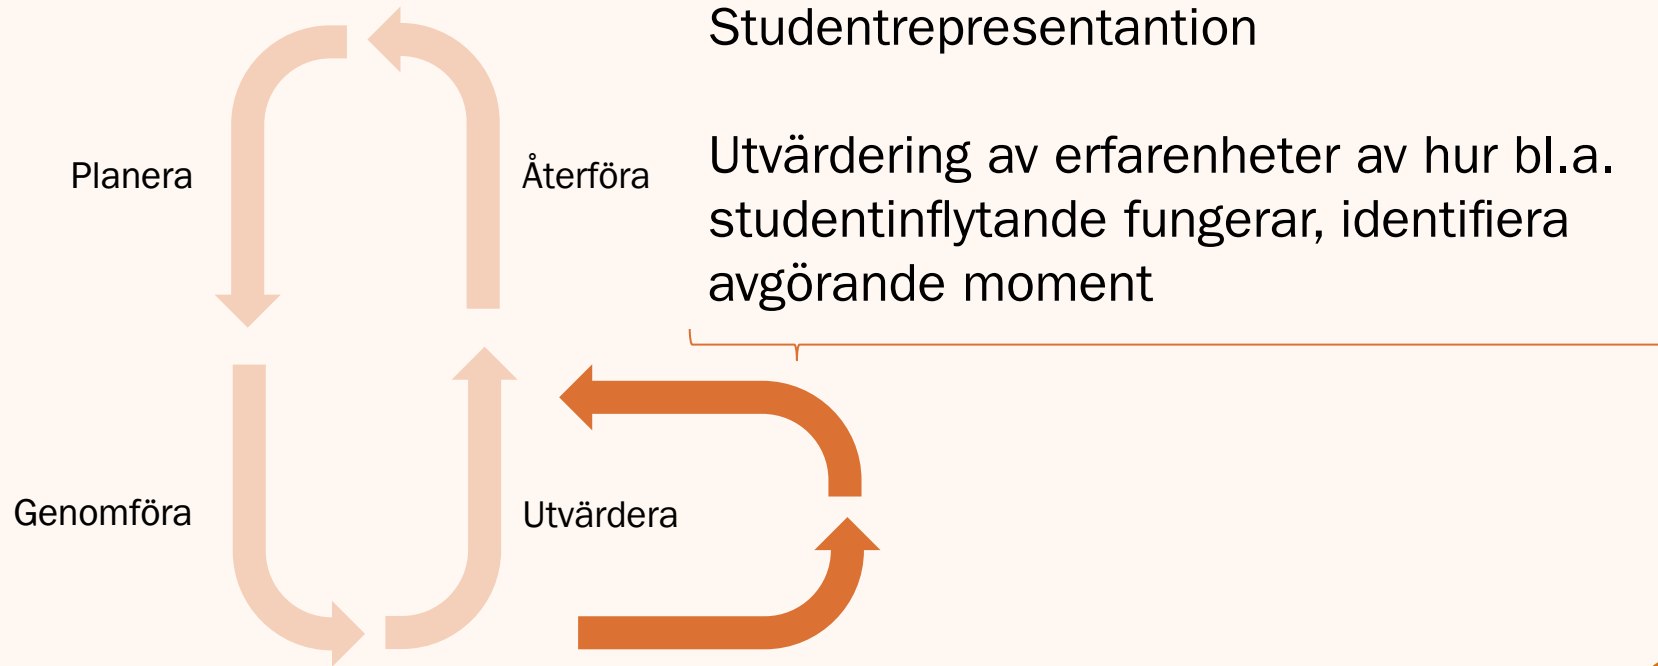 Studentrepresentantion
Utvärdering av erfarenheter av hur bl.a.
studentinflytande fungerar, identifiera
avgörande moment
Planera
Återföra
Genomföra
Utvärdera